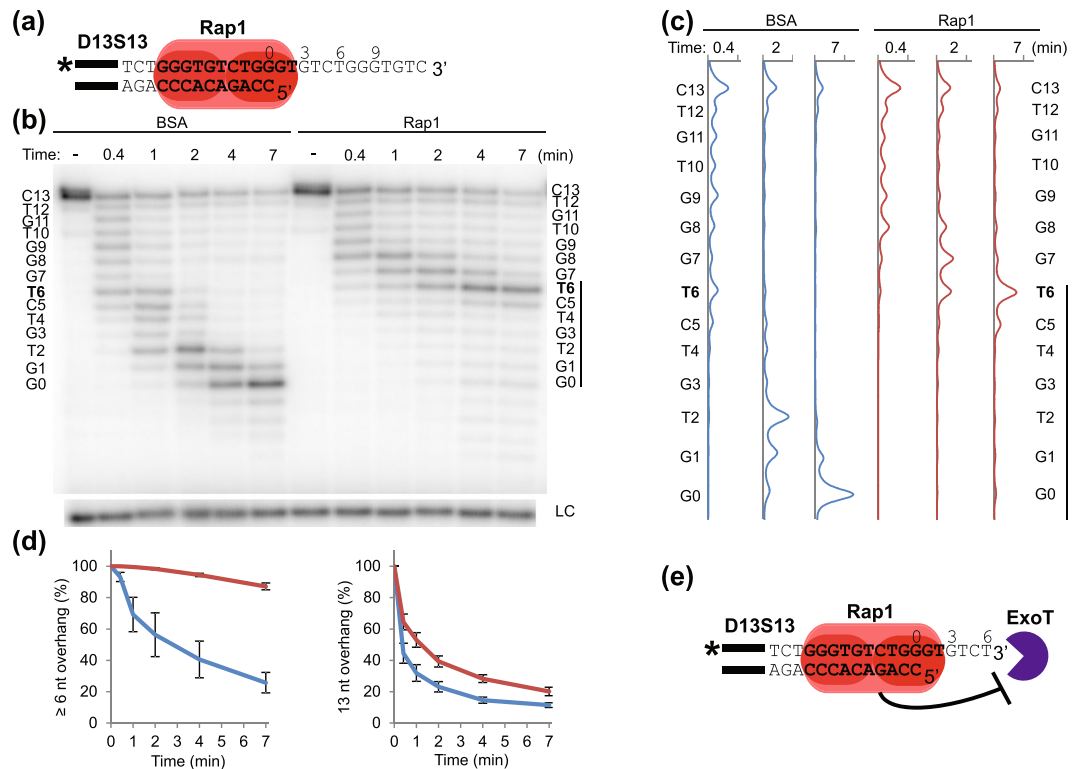 (a)
Rap1
D13S13
0 3 6 9
* TCTGGGTGTCTGGGTGTCTGGGTGTC 3'
AGACCCACAGACC 5'
(b)
BSA Rap1
Time: - 0.4 1 2 4 7 - 0.4 1 2 4 7 (min)
C13 C13
T12 T12
G11 G11
T10 T10
G9 G9
G8 G8
G7 G7
T6 T6
C5 C5
T4 T4
G3 G3
T2 T2
G1 G1
G0 G0
LC
(c)
BSA Rap1
Time: 0.4 2 7 0.4 2 7 (min)
C13 C13
T12 T12
G11 G11
T10 T10
G9 G9
G8 G8
G7 G7
T6 T6
C5 C5
T4 T4
G3 G3
T2 T2
G1 G1
G0 G0
(d)
≥ 6 nt overhang (%)
100
80
60
40
20
0
0 1 2 3 4 5 6 7
Time (min)
13 nt overhang (%)
100
80
60
40
20
0
0 1 2 3 4 5 6 7
Time (min)
(e)
Rap1
ExoT
D13S13
0 3 6
* TCTGGGTGTCTGGGTGTCT 3'
AGACCCACAGACC 5'